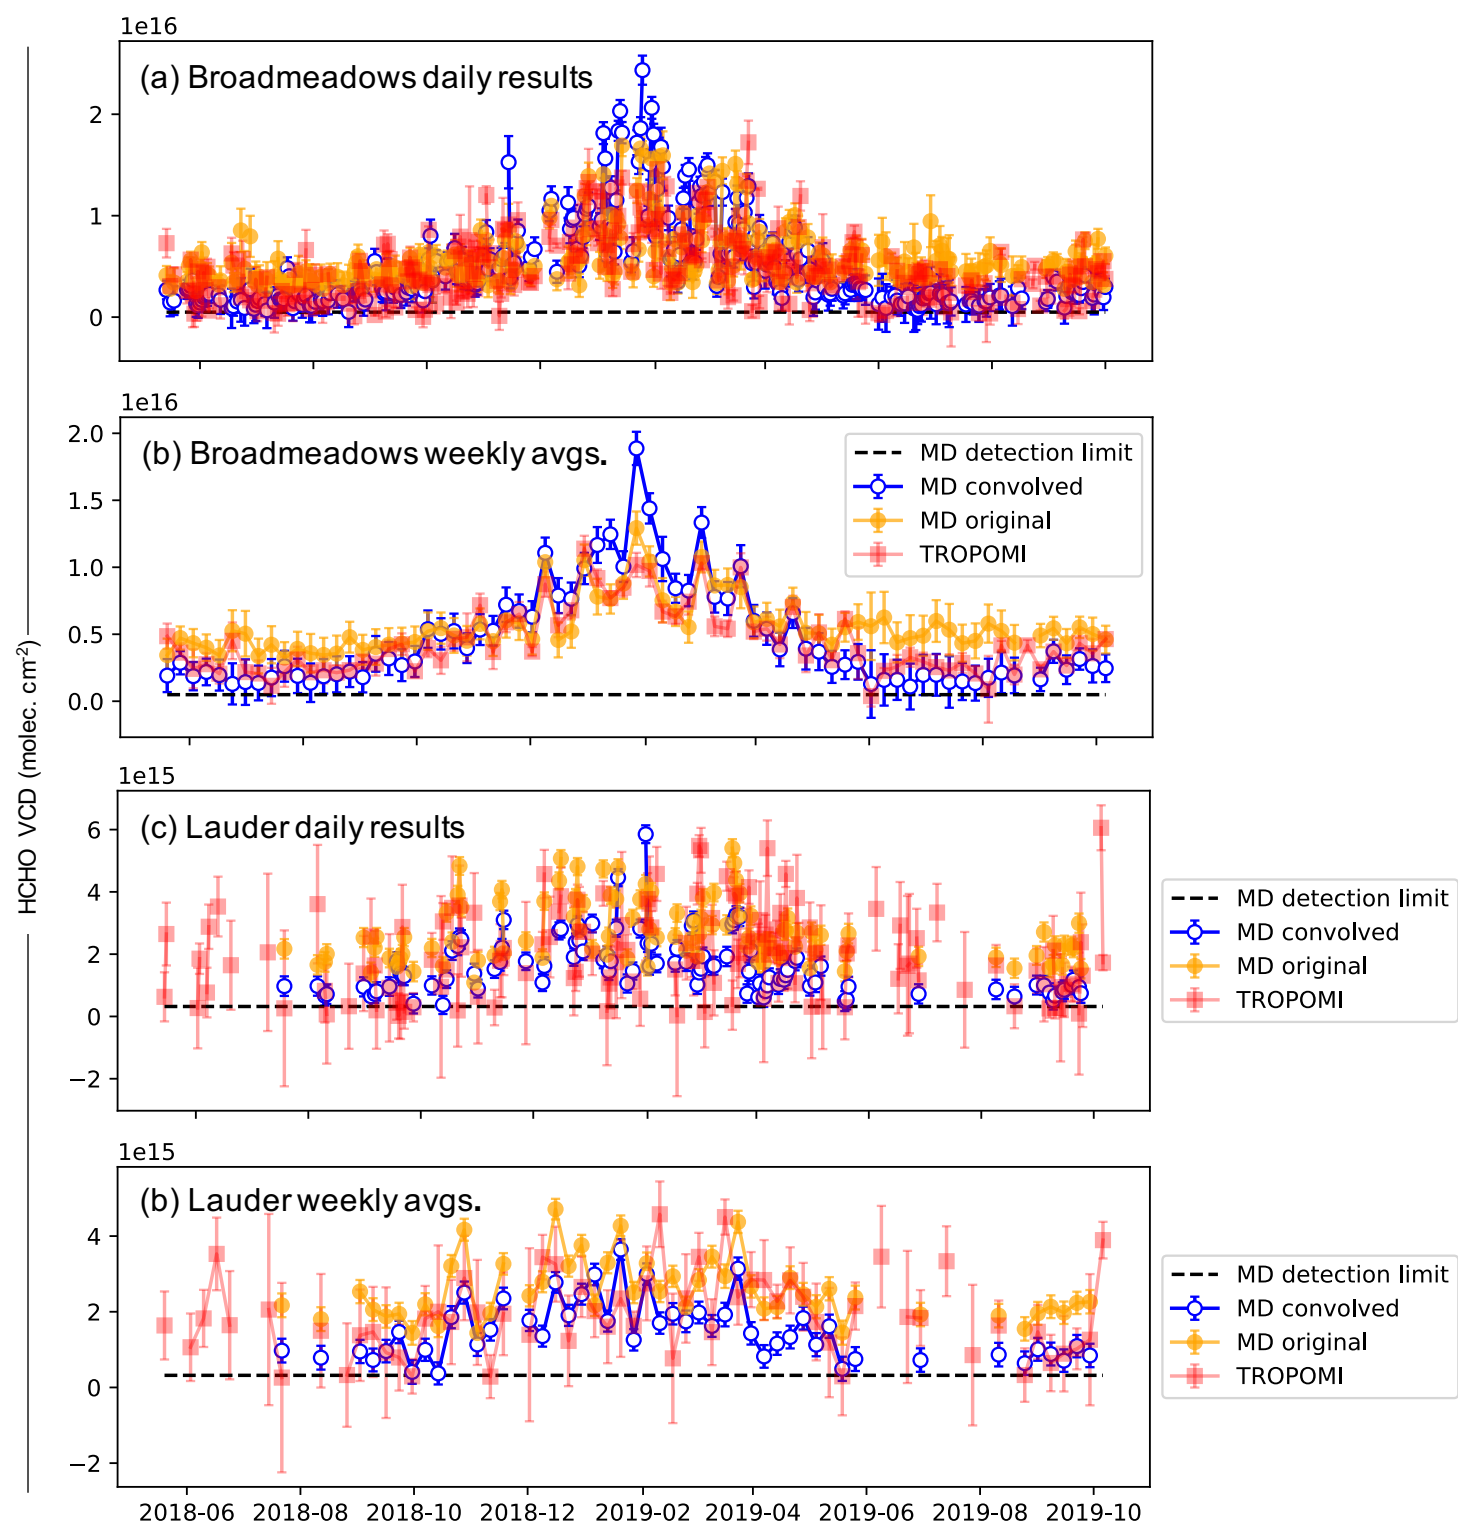 1e16
(a) Broadmeadows daily results
2
1
0
1e16
(b) Broadmeadows weekly avgs.
2.0
1.5
1.0
0.5
0.0
MD detection limit
MD convolved
MD original
TROPOMI
HCHO VCD (molec. cm-2)
1e15
(c) Lauder daily results
6
4
2
0
−2
MD detection limit
MD convolved
MD original
TROPOMI
1e15
(b) Lauder weekly avgs.
4
2
0
−2
MD detection limit
MD convolved
MD original
TROPOMI
2018-06 2018-08 2018-10 2018-12 2019-02 2019-04 2019-06 2019-08 2019-10